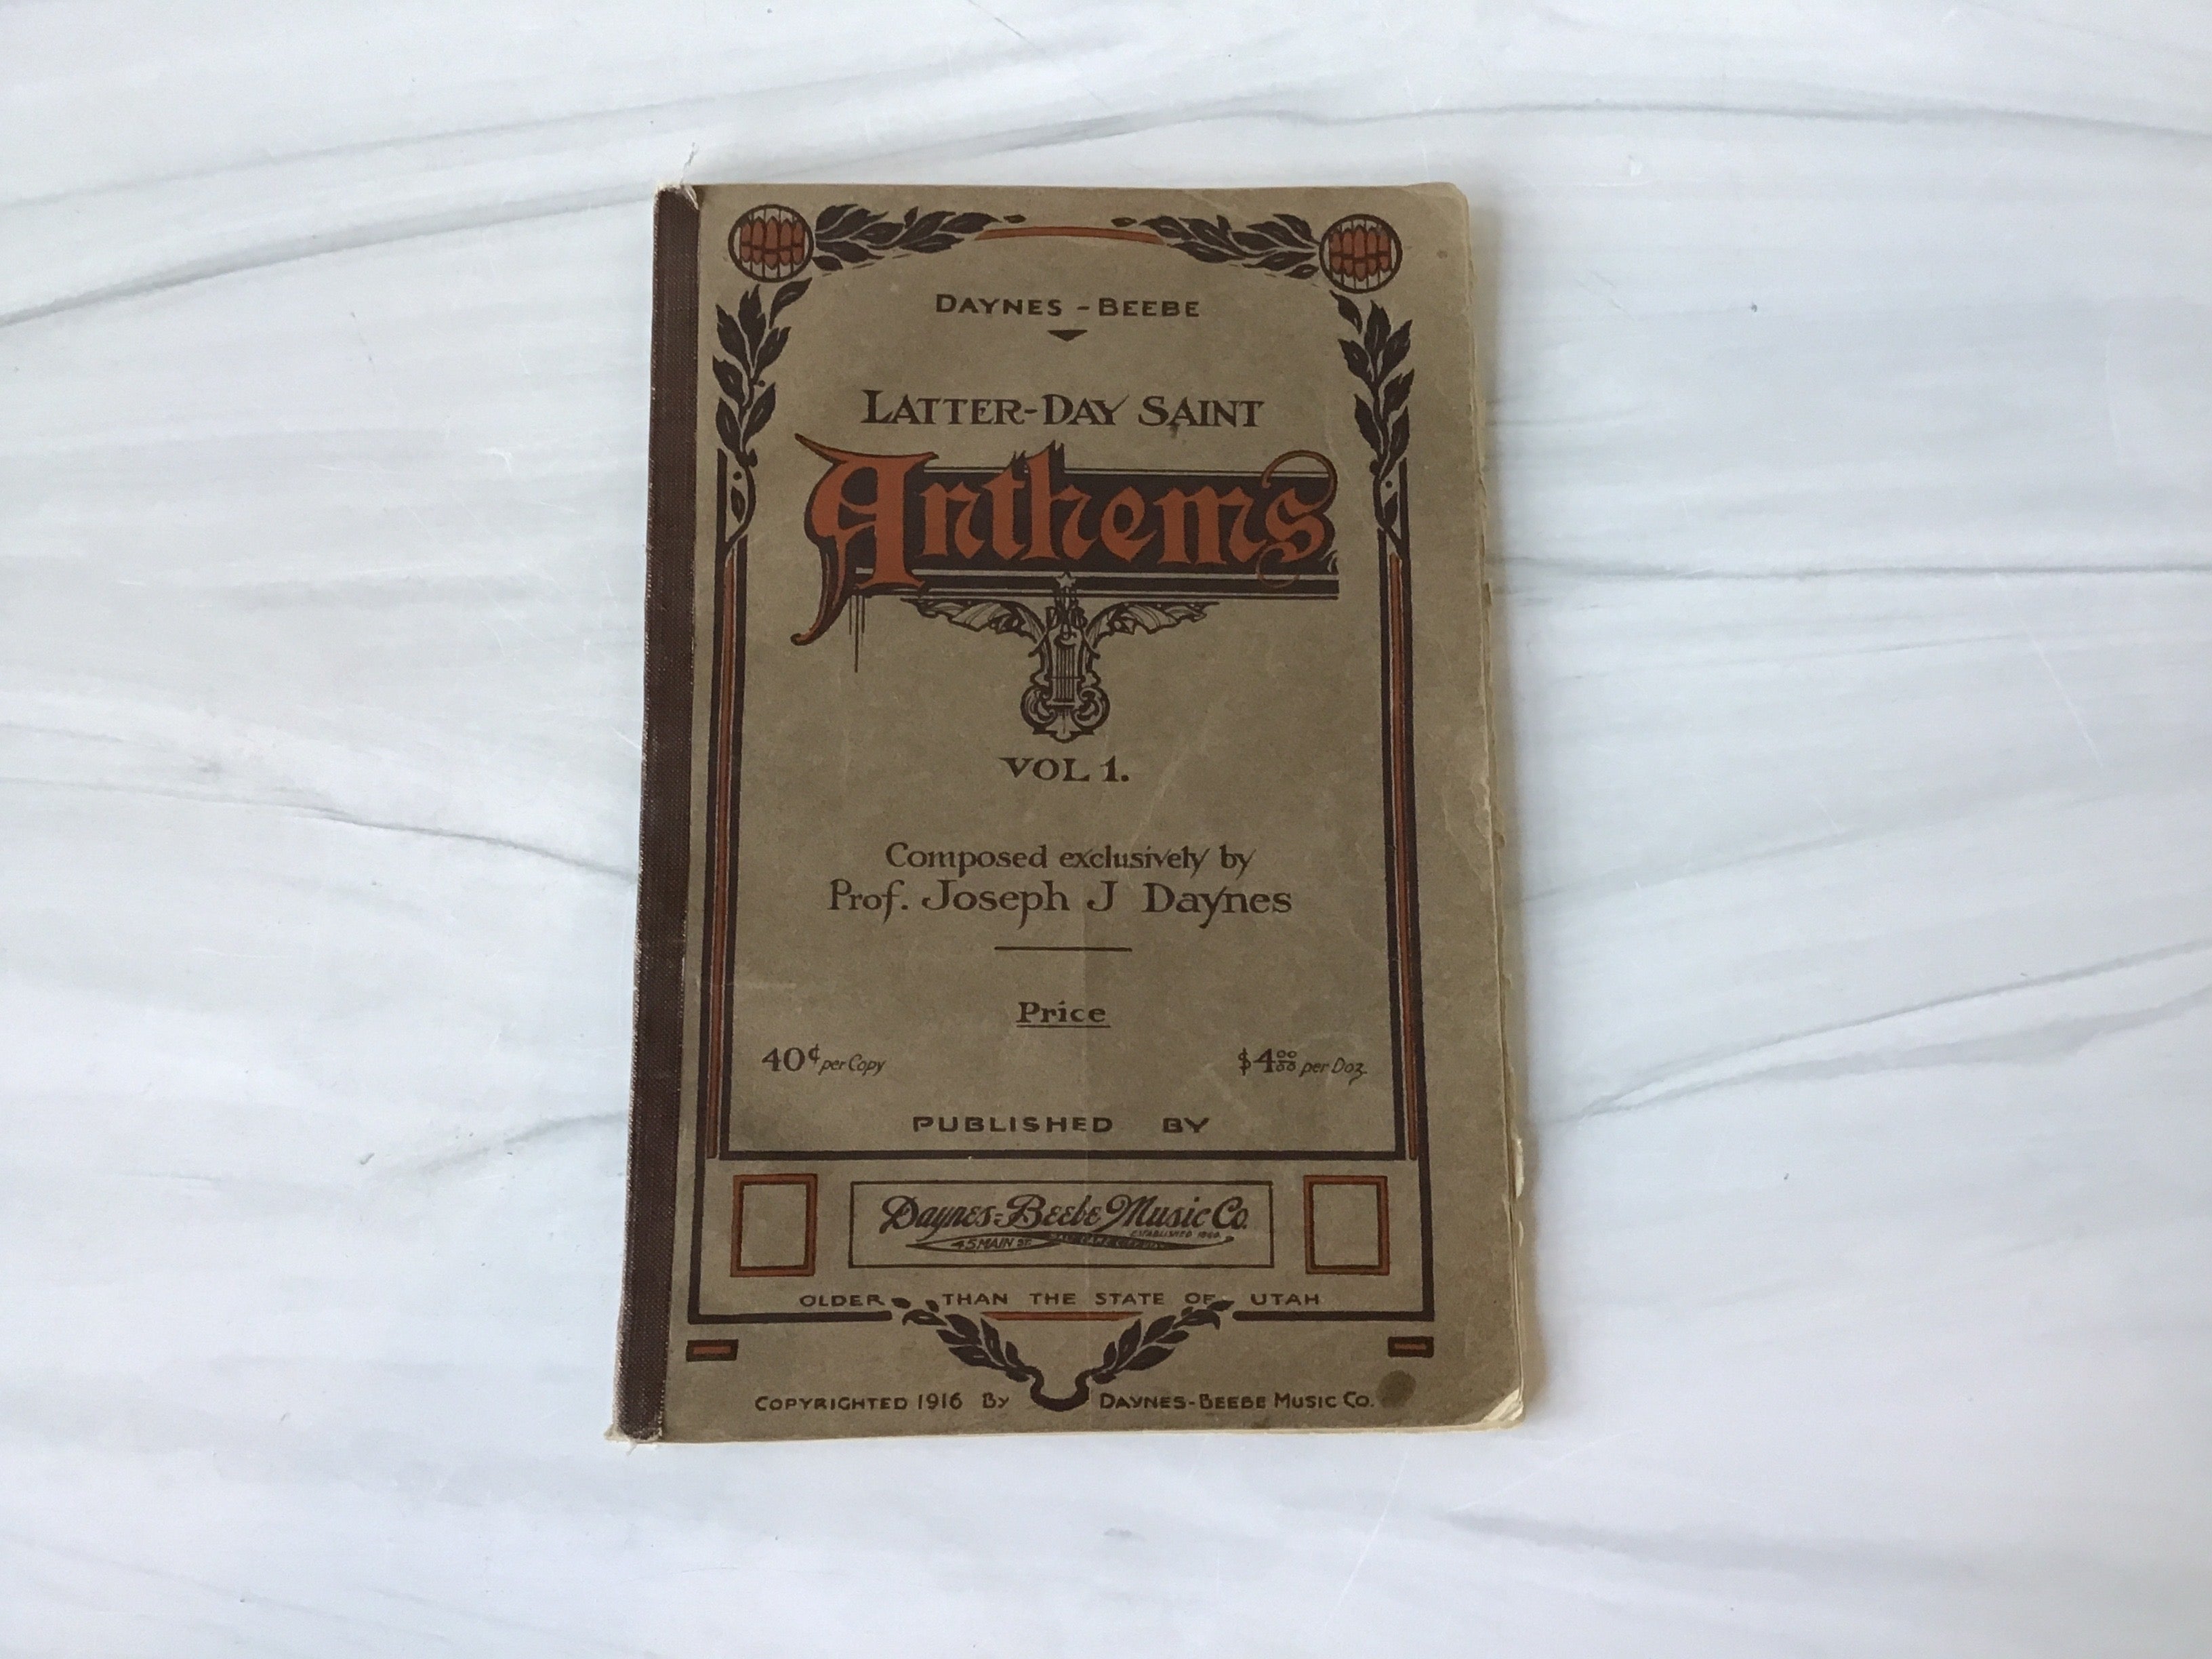 DAYNES - BEEBE
LATTER-DAY SAINT
Anthems
VOL 1.
Composed exclusively by
Prof. Joseph J Daynes
Price
40¢ per Copy $4.00 per Doz.
PUBLISHED BY
Daynes-Beebe Music Co.
ESTABLISHED
45 MAIN ST.
OLDER THAN THE STATE OF UTAH
COPYRIGHTED 1916 By DAYNES-BEEBE MUSIC CO.